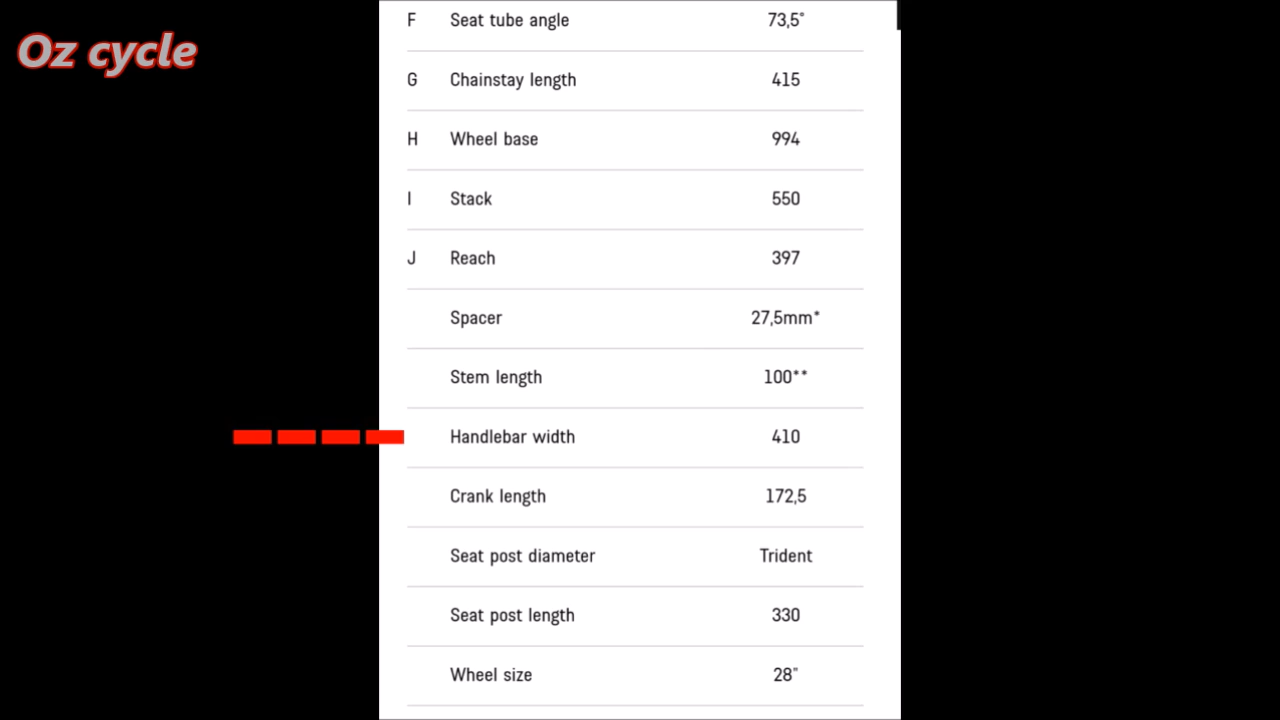 Oz cycle
F Seat tube angle 73,5°
G Chainstay length 415
H Wheel base 994
I Stack 550
J Reach 397
Spacer 27,5mm*
Stem length 100**
Handlebar width 410
Crank length 172,5
Seat post diameter Trident
Seat post length 330
Wheel size 28"